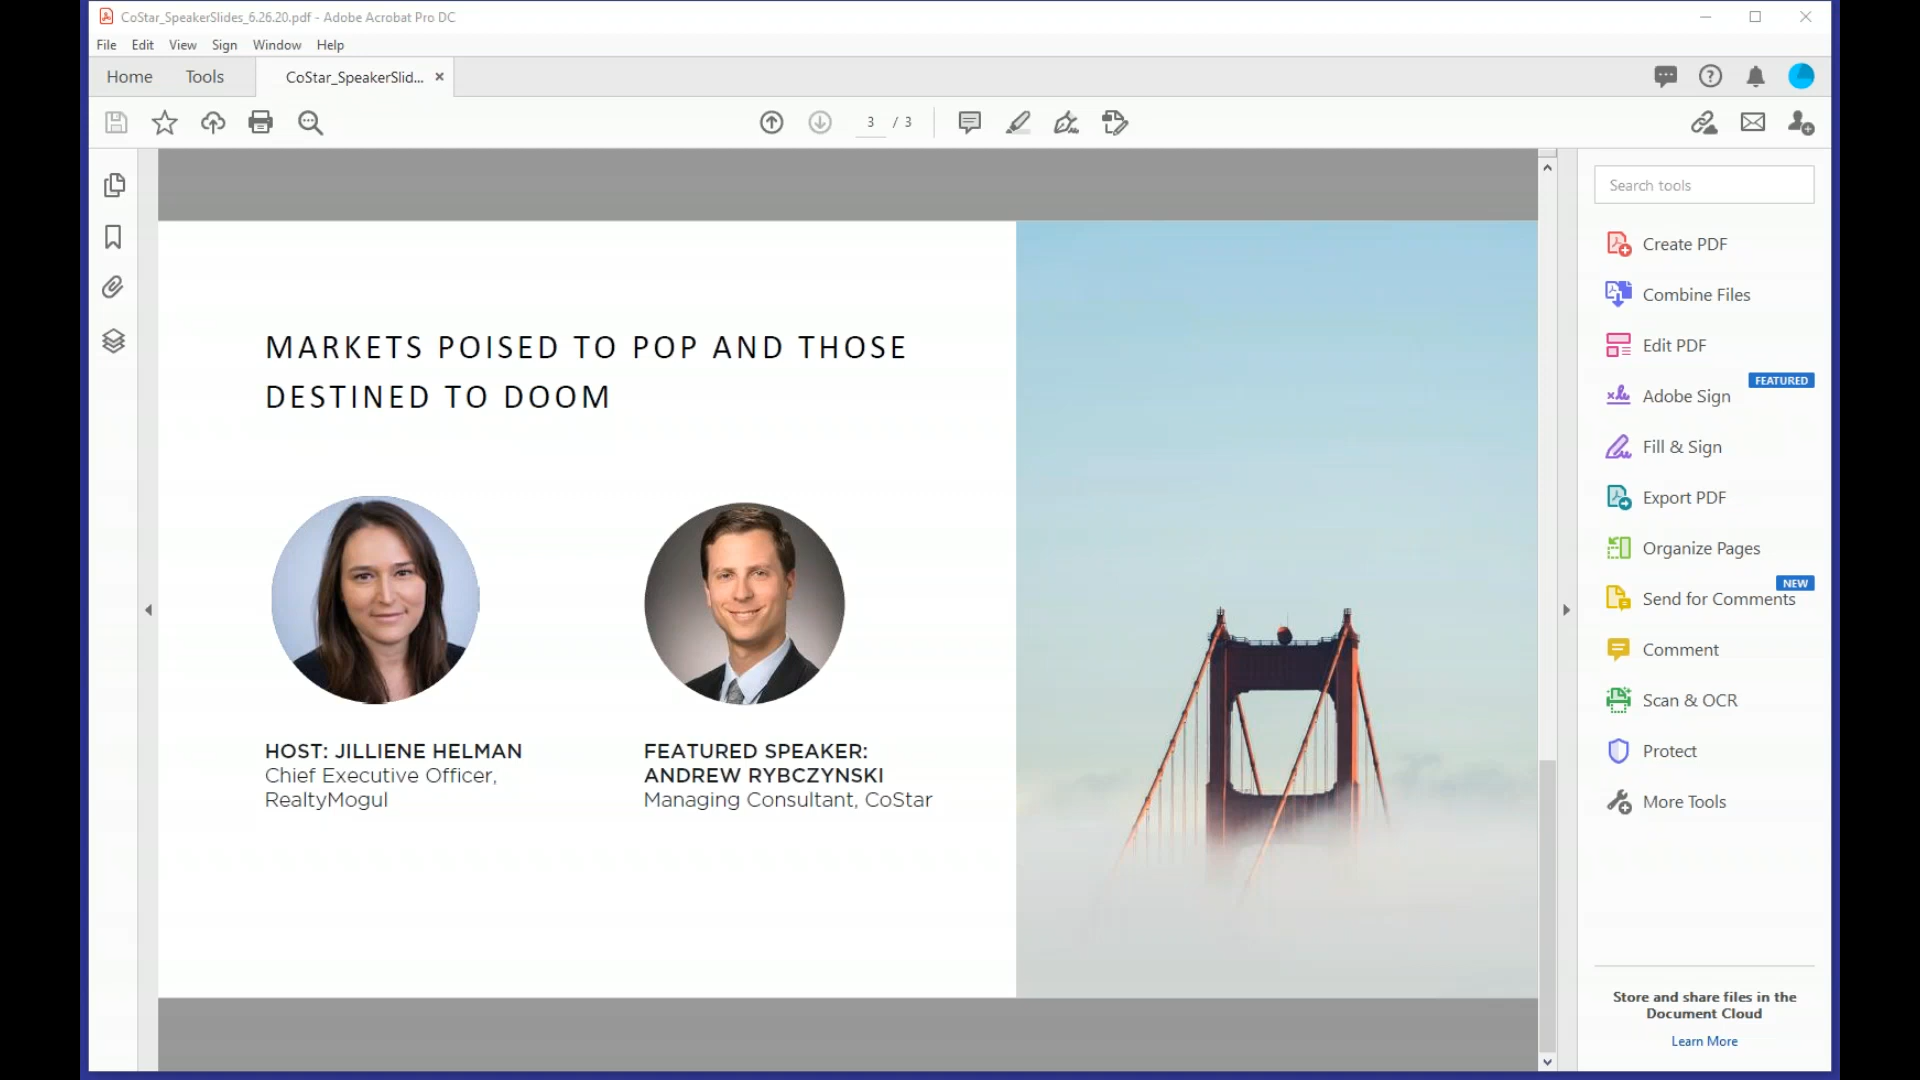 CoStar_SpeakerSlides_6.26.20.pdf - Adobe Acrobat Pro DC
File Edit View Sign Window Help
Home Tools CoStar_SpeakerSlid... ×
3 / 3
Search tools
Create PDF
Combine Files
Edit PDF
FEATURED
Adobe Sign
Fill & Sign
Export PDF
Organize Pages
NEW
Send for Comments
Comment
Scan & OCR
Protect
More Tools
Store and share files in the
Document Cloud
Learn More
MARKETS POISED TO POP AND THOSE
DESTINED TO DOOM
HOST: JILLIENE HELMAN
Chief Executive Officer,
RealtyMogul
FEATURED SPEAKER:
ANDREW RYBCZYNSKI
Managing Consultant, CoStar